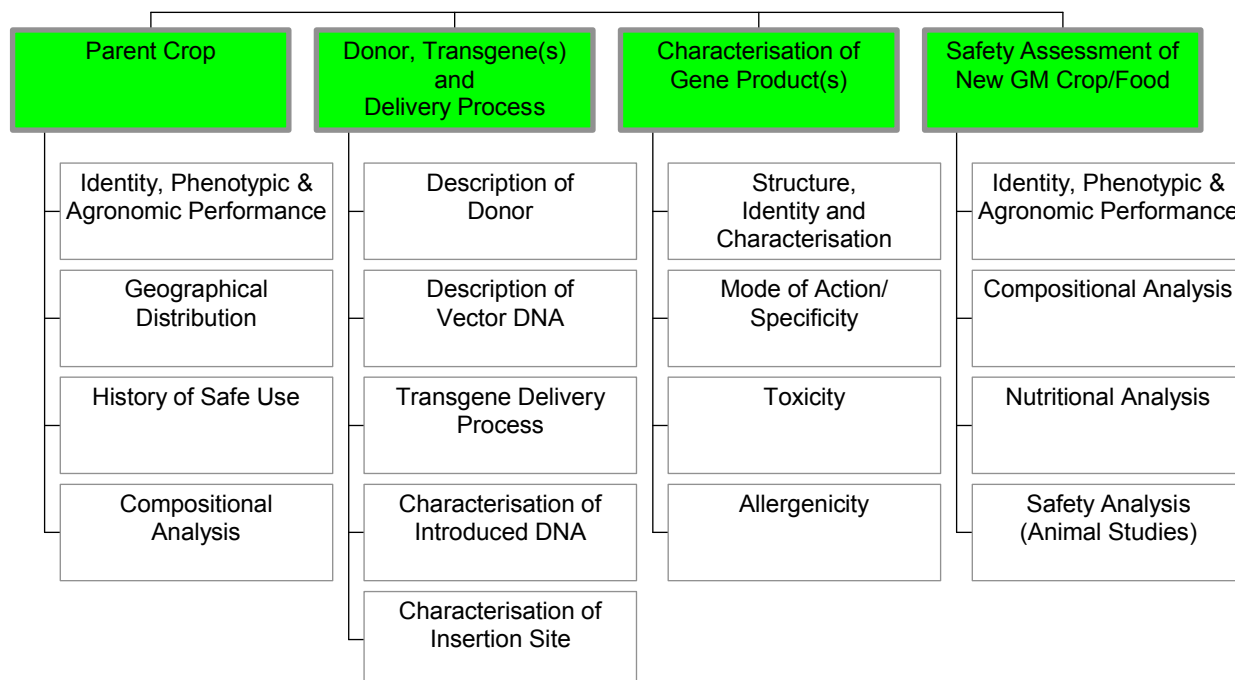 Parent Crop
Donor, Transgene(s)
and
Delivery Process
Characterisation of
Gene Product(s)
Safety Assessment of
New GM Crop/Food
Identity, Phenotypic &
Agronomic Performance
Geographical
Distribution
History of Safe Use
Compositional
Analysis
Description of
Donor
Description of
Vector DNA
Transgene Delivery
Process
Characterisation of
Introduced DNA
Characterisation of
Insertion Site
Structure,
Identity and
Characterisation
Mode of Action/
Specificity
Toxicity
Allergenicity
Identity, Phenotypic &
Agronomic Performance
Compositional Analysis
Nutritional Analysis
Safety Analysis
(Animal Studies)